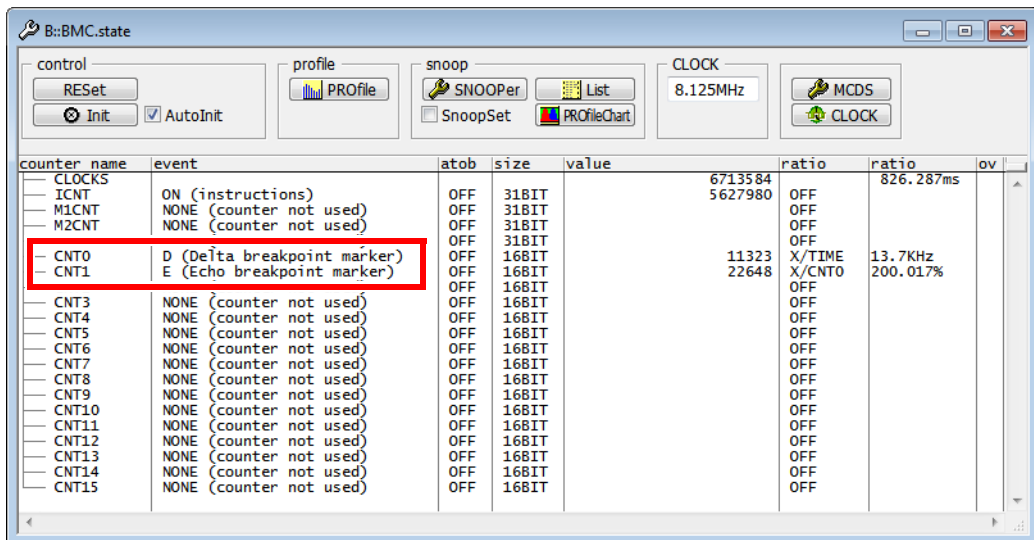 B::BMC.state
control profile snoop CLOCK
RESet PROfile SNOOPer List 8.125MHz MCDS
Init AutoInit SnoopSet PROfileChart CLOCK
counter name event atob size value ratio ratio ov
CLOCKS 6713584 826.287ms
ICNT ON (instructions) OFF 31BIT 5627980 OFF
M1CNT NONE (counter not used) OFF 31BIT OFF
M2CNT NONE (counter not used) OFF 31BIT OFF
OFF 31BIT OFF
CNT0 D (Delta breakpoint marker) OFF 16BIT 11323 X/TIME 13.7KHz
CNT1 E (Echo breakpoint marker) OFF 16BIT 22648 X/CNT0 200.017%
OFF 16BIT OFF
CNT3 NONE (counter not used) OFF 16BIT OFF
CNT4 NONE (counter not used) OFF 16BIT OFF
CNT5 NONE (counter not used) OFF 16BIT OFF
CNT6 NONE (counter not used) OFF 16BIT OFF
CNT7 NONE (counter not used) OFF 16BIT OFF
CNT8 NONE (counter not used) OFF 16BIT OFF
CNT9 NONE (counter not used) OFF 16BIT OFF
CNT10 NONE (counter not used) OFF 16BIT OFF
CNT11 NONE (counter not used) OFF 16BIT OFF
CNT12 NONE (counter not used) OFF 16BIT OFF
CNT13 NONE (counter not used) OFF 16BIT OFF
CNT14 NONE (counter not used) OFF 16BIT OFF
CNT15 NONE (counter not used) OFF 16BIT OFF